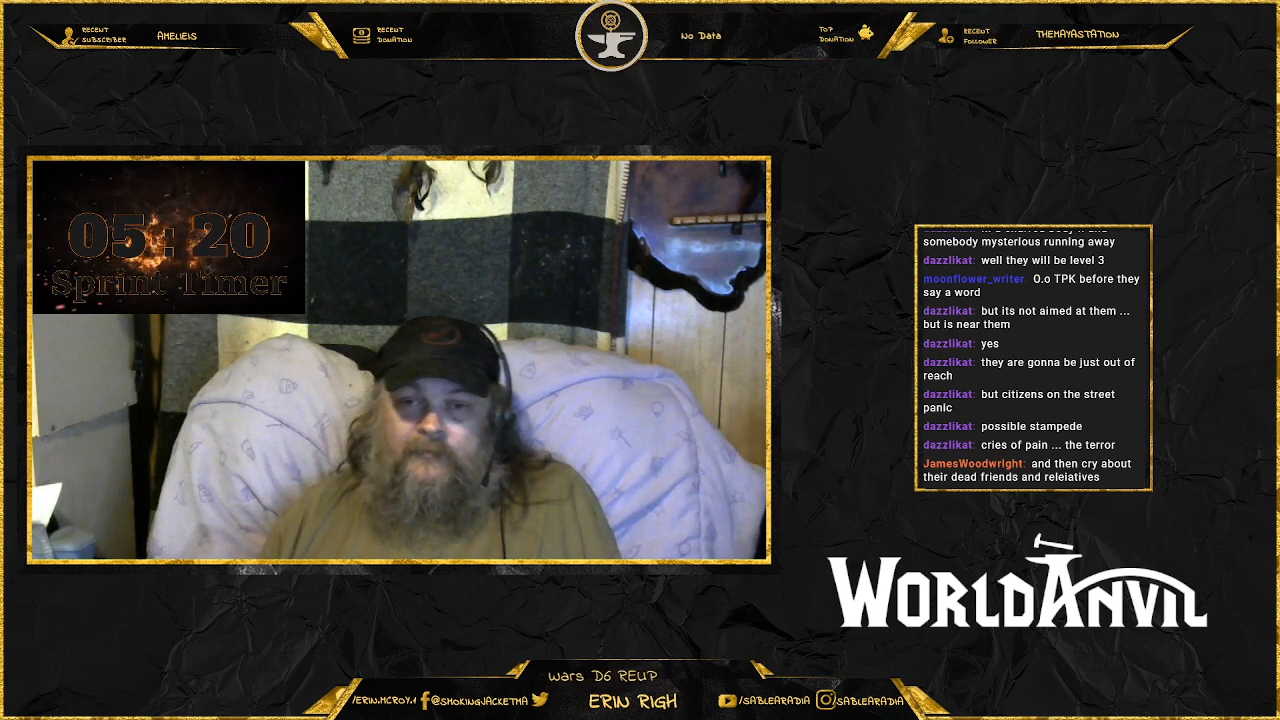 RECENT
SUBSCRIBER
AMELIEIS
RECENT
DONATION
No Data
TOP
DONATION
RECENT
FOLLOWER
THEMAYASTATION
05:20
Sprint Timer
somebody mysterious running away
dazzlikat: well they will be level 3
moonflower_writer: O.o TPK before they
say a word
dazzlikat: but its not aimed at them ...
but is near them
dazzlikat: yes
dazzlikat: they are gonna be just out of
reach
dazzlikat: but citizens on the street
panic
dazzlikat: possible stampede
dazzlikat: cries of pain ... the terror
JamesWoodwright: and then cry about
their dead friends and releiatives
WORLDANVIL
wars D6 REUP
/ERIN.MCROY.1
@SMOKINGJACKETMA
ERIN RIGH
/SABLEARADIA
/SABLEARADIA